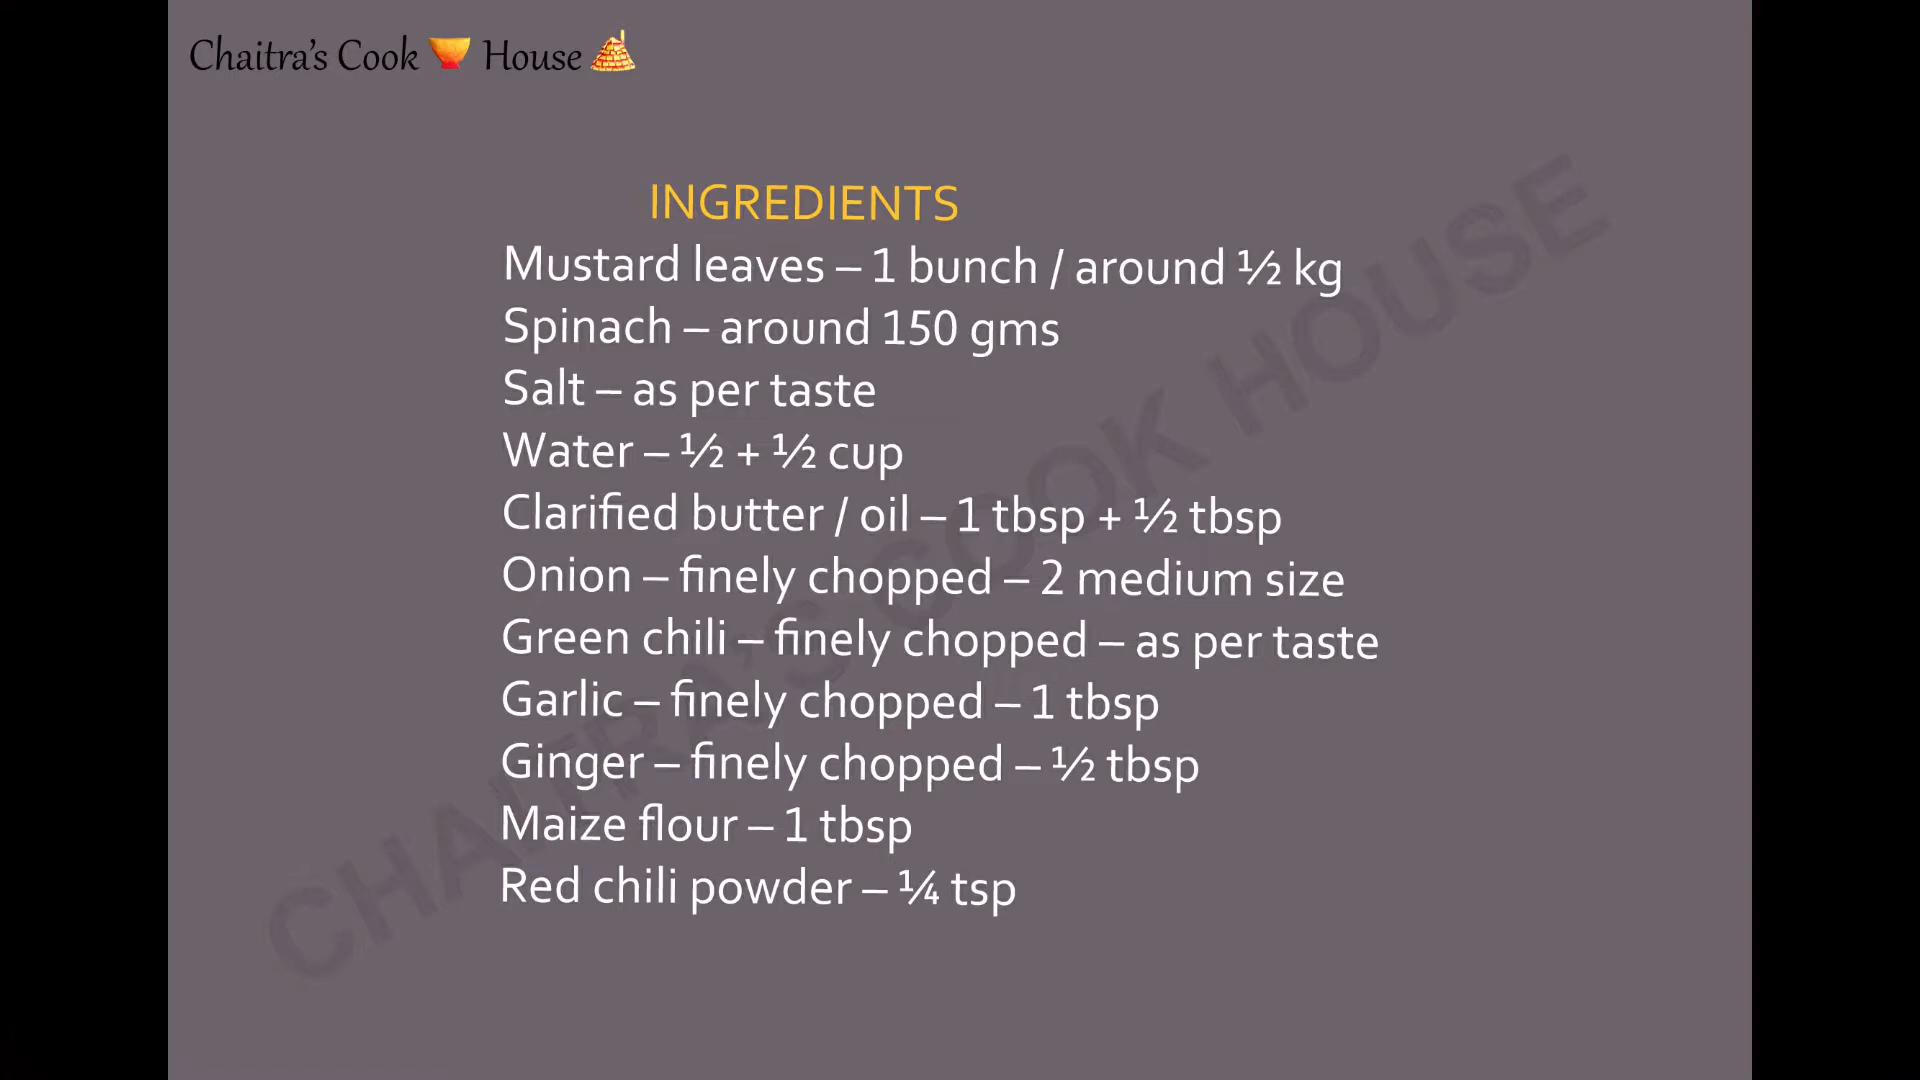 Chaitra's Cook House
INGREDIENTS
Mustard leaves – 1 bunch / around ½ kg
Spinach – around 150 gms
Salt – as per taste
Water – ½ + ½ cup
Clarified butter / oil – 1 tbsp + ½ tbsp
Onion – finely chopped – 2 medium size
Green chili – finely chopped – as per taste
Garlic – finely chopped – 1 tbsp
Ginger – finely chopped – ½ tbsp
Maize flour – 1 tbsp
Red chili powder – ¼ tsp
CHAITRA'S COOK HOUSE